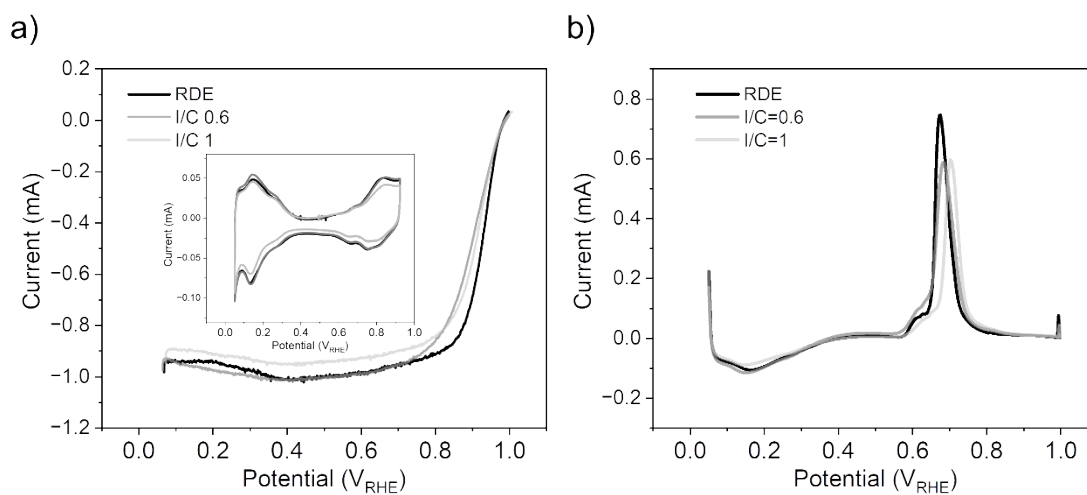 a)
0.2
0.0
−0.2
−0.4
−0.6
−0.8
−1.0
−1.2
Current (mA)
RDE
I/C 0.6
I/C 1
0.05
0.00
−0.05
−0.10
Current (mA)
0.0 0.2 0.4 0.6 0.8 1.0
Potential (VRHE)
0.0 0.2 0.4 0.6 0.8 1.0
Potential (VRHE)
b)
0.8
0.6
0.4
0.2
0.0
−0.2
Current (mA)
RDE
I/C=0.6
I/C=1
0.0 0.2 0.4 0.6 0.8 1.0
Potential (VRHE)